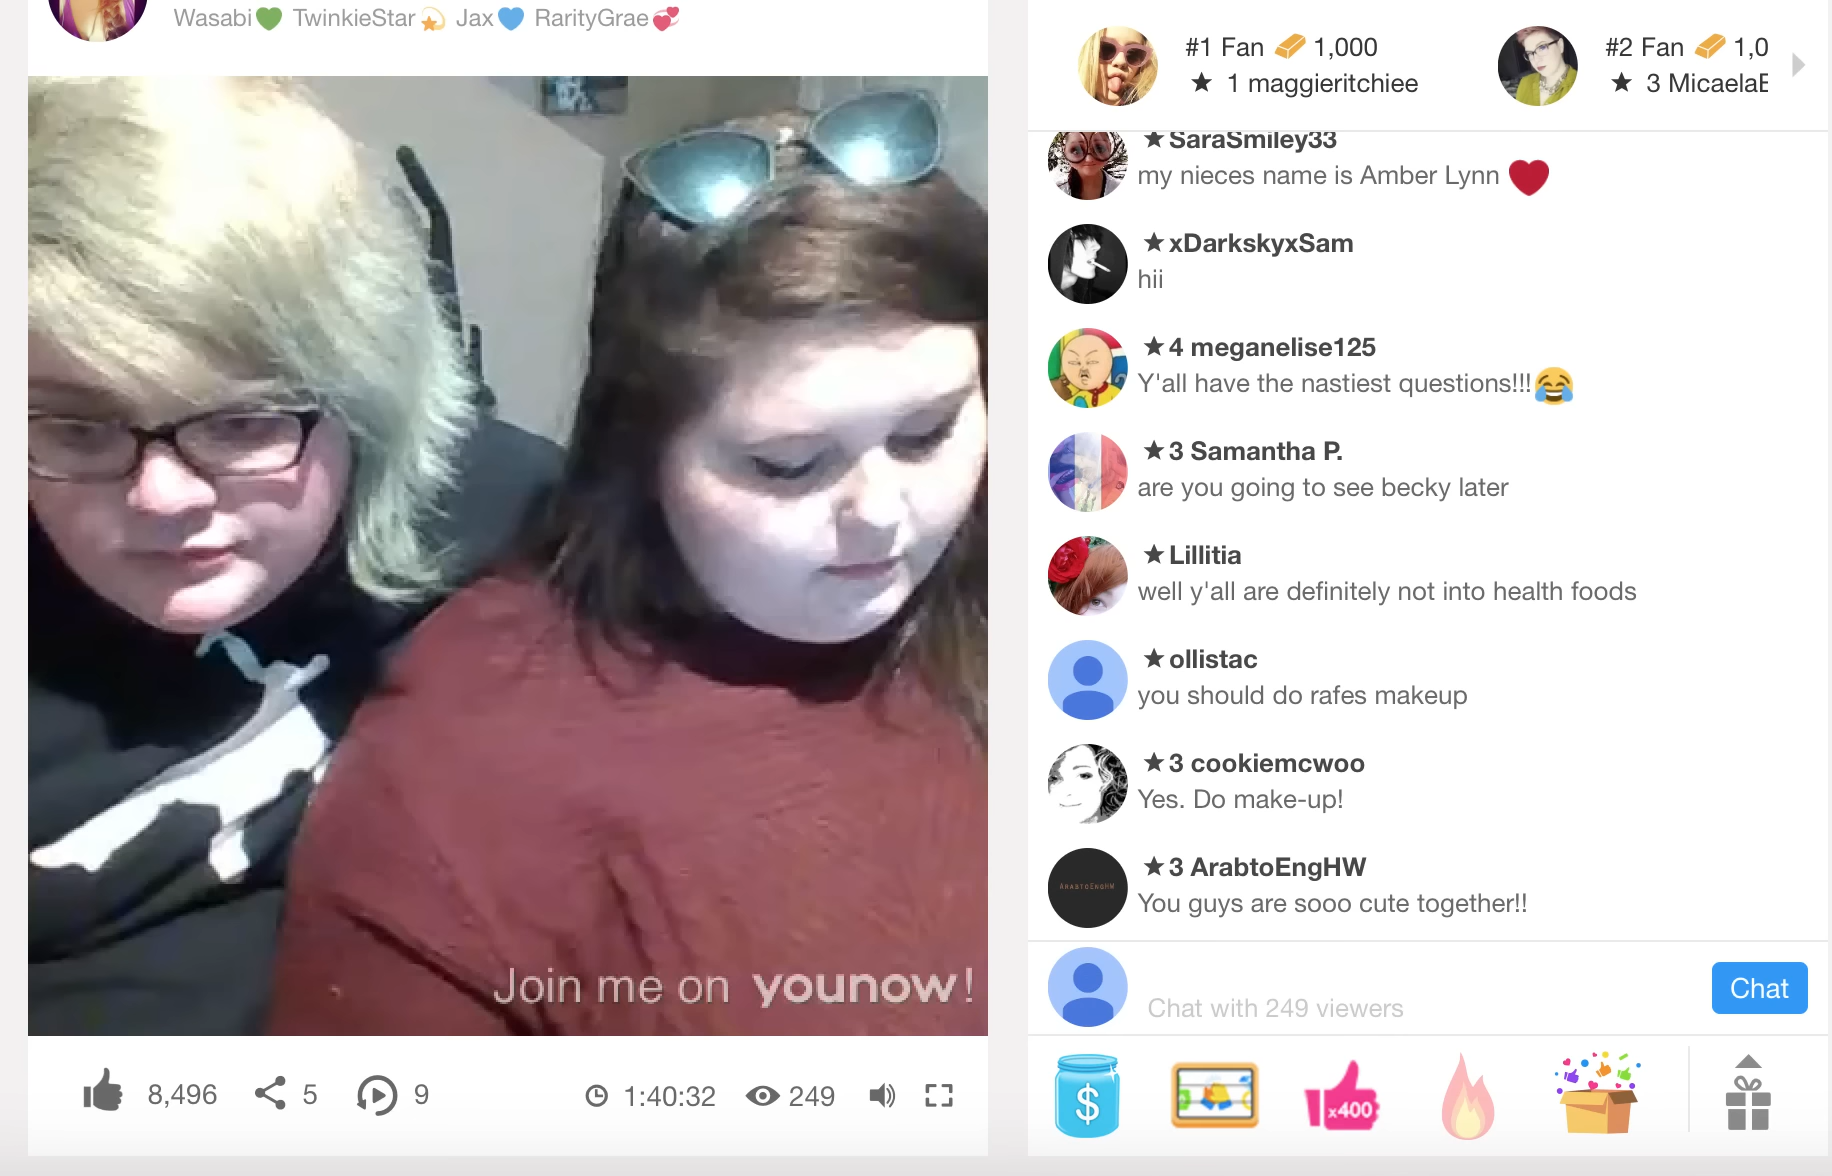 Wasabi💚 TwinkieStar💫 Jax💙 RarityGrae💞
Join me on younow!
8,496
5
9
1:40:32
249
#1 Fan 1,000
★ 1 maggieritchiee
#2 Fan 1,0
★ 3 MicaelaE
★ SaraSmiley33
my nieces name is Amber Lynn ❤
★ xDarkskyxSam
hii
★ 4 meganelise125
Y'all have the nastiest questions!!!😂
★ 3 Samantha P.
are you going to see becky later
★ Lillitia
well y'all are definitely not into health foods
★ ollistac
you should do rafes makeup
★ 3 cookiemcwoo
Yes. Do make-up!
ARABTOENGHW
★ 3 ArabtoEngHW
You guys are sooo cute together!!
Chat with 249 viewers
Chat
$
x400